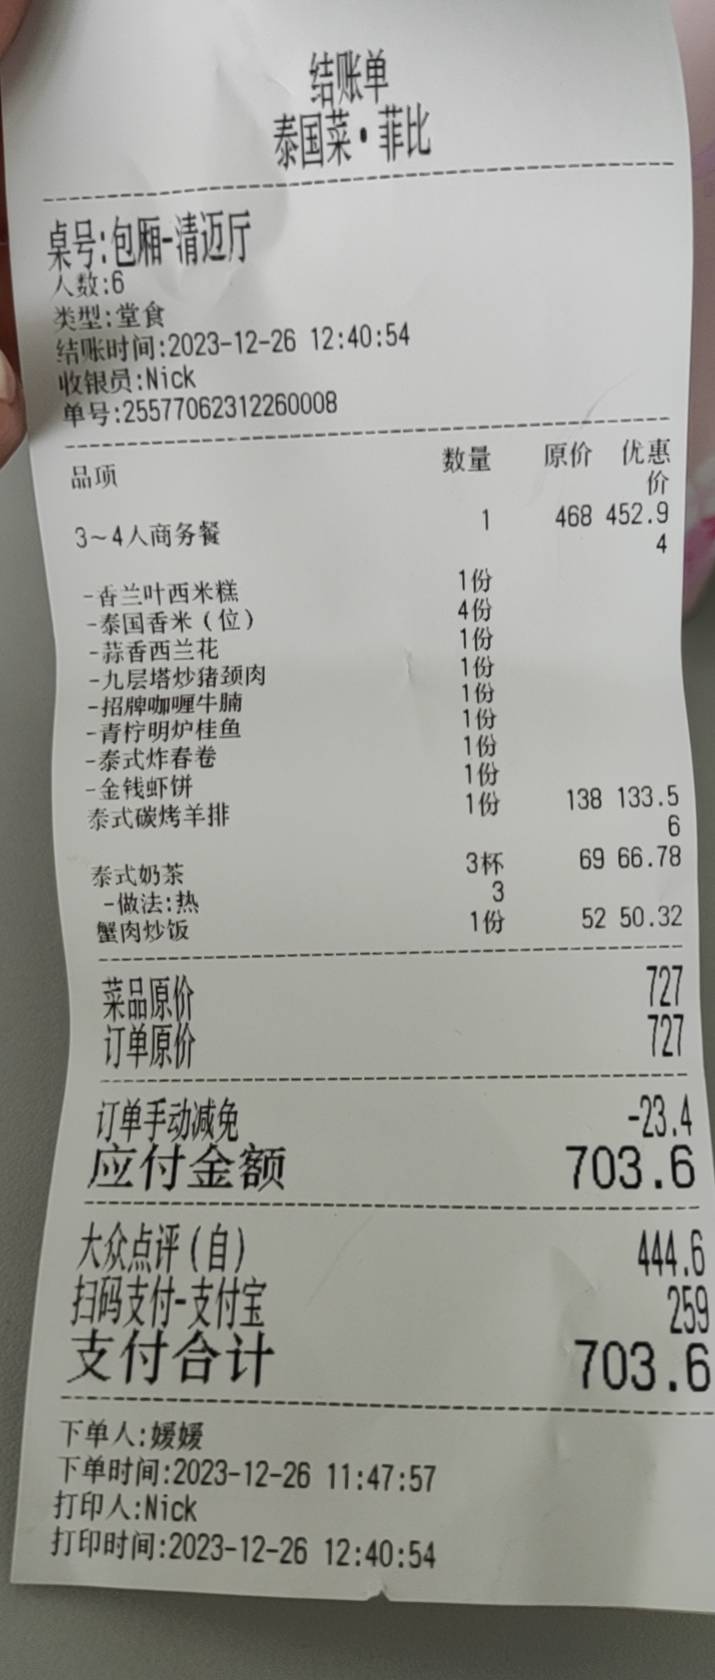 结账单
泰国菜•菲比
桌号:包厢-清迈厅
人数:6
类型:堂食
结账时间:2023-12-26 12:40:54
收银员:Nick
单号:25577062312260008
品项 数量 原价 优惠
价
3~4人商务餐 1 468 452.9
4
-香兰叶西米糕 1份
-泰国香米(位) 4份
-蒜香西兰花 1份
-九层塔炒猪颈肉 1份
-招牌咖喱牛腩 1份
-青柠明炉桂鱼 1份
-泰式炸春卷 1份
-金钱虾饼 1份
泰式碳烤羊排 1份 138 133.5
6
泰式奶茶 3杯 69 66.78
-做法:热 3
蟹肉炒饭 1份 52 50.32
菜品原价 727
订单原价 727
订单手动减免 -23.4
应付金额 703.6
大众点评(自) 444.6
扫码支付-支付宝 259
支付合计 703.6
下单人:媛媛
下单时间:2023-12-26 11:47:57
打印人:Nick
打印时间:2023-12-26 12:40:54